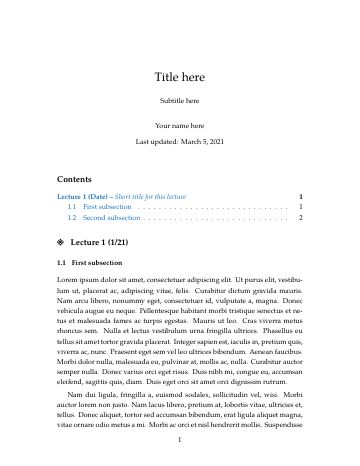 Title here
Subtitle here
Your name here
Last updated: March 5, 2021
Contents
Lecture 1 (Date) – Short title for this lecture 1
1.1 First subsection . . . . . . . . . . . . . . . . . . . . . . . . . . . . . 1
1.2 Second subsection . . . . . . . . . . . . . . . . . . . . . . . . . . . . 2
※ Lecture 1 (1/21)
1.1 First subsection
Lorem ipsum dolor sit amet, consectetuer adipiscing elit. Ut purus elit, vestibu-
lum ut, placerat ac, adipiscing vitae, felis. Curabitur dictum gravida mauris.
Nam arcu libero, nonummy eget, consectetuer id, vulputate a, magna. Donec
vehicula augue eu neque. Pellentesque habitant morbi tristique senectus et ne-
tus et malesuada fames ac turpis egestas. Mauris ut leo. Cras viverra metus
rhoncus sem. Nulla et lectus vestibulum urna fringilla ultrices. Phasellus eu
tellus sit amet tortor gravida placerat. Integer sapien est, iaculis in, pretium quis,
viverra ac, nunc. Praesent eget sem vel leo ultrices bibendum. Aenean faucibus.
Morbi dolor nulla, malesuada eu, pulvinar at, mollis ac, nulla. Curabitur auctor
semper nulla. Donec varius orci eget risus. Duis nibh mi, congue eu, accumsan
eleifend, sagittis quis, diam. Duis eget orci sit amet orci dignissim rutrum.
Nam dui ligula, fringilla a, euismod sodales, sollicitudin vel, wisi. Morbi
auctor lorem non justo. Nam lacus libero, pretium at, lobortis vitae, ultricies et,
tellus. Donec aliquet, tortor sed accumsan bibendum, erat ligula aliquet magna,
vitae ornare odio metus a mi. Morbi ac orci et nisl hendrerit mollis. Suspendisse
1